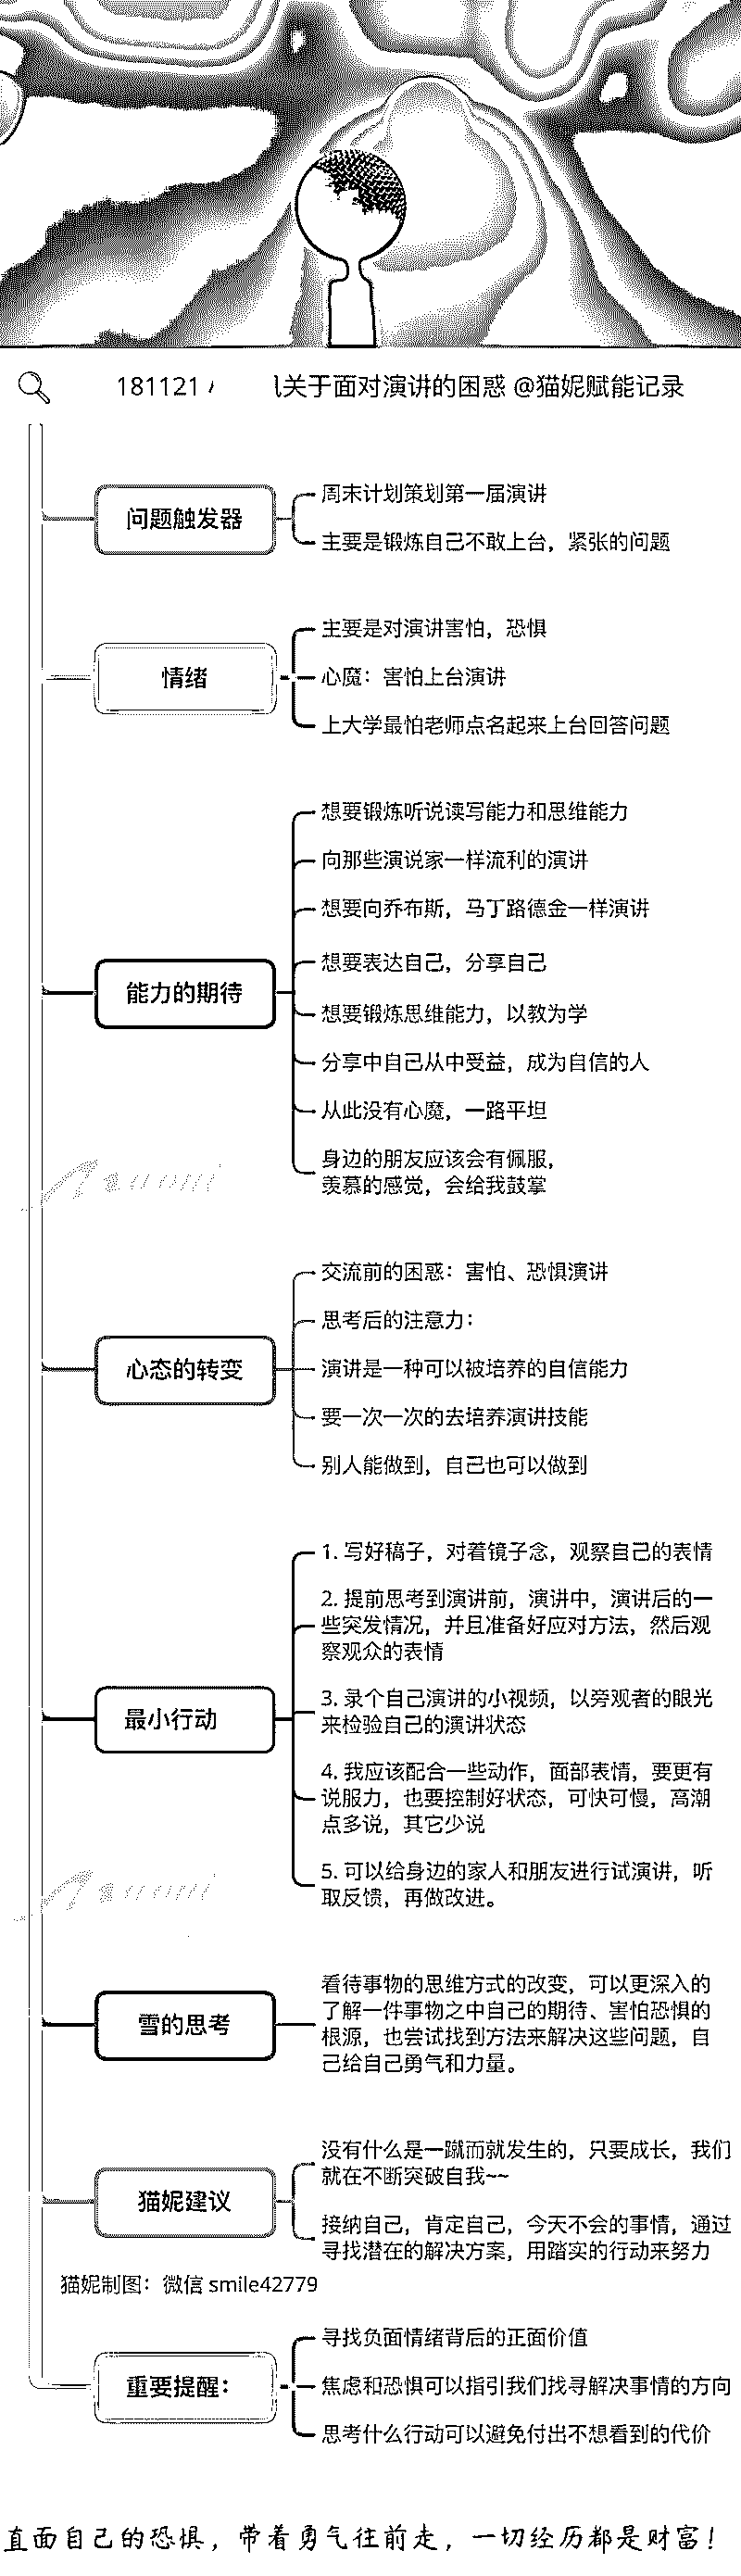 181121
关于面对演讲的困惑 @猫妮赋能记录
问题触发器
周末计划策划第一届演讲
主要是锻炼自己不敢上台，紧张的问题
情绪
主要是对演讲害怕，恐惧
心魔：害怕上台演讲
上大学最怕老师点名起来上台回答问题
能力的期待
想要锻炼听说读写能力和思维能力
向那些演说家一样流利的演讲
想要向乔布斯，马丁路德金一样演讲
想要表达自己，分享自己
想要锻炼思维能力，以教为学
分享中自己从中受益，成为自信的人
从此没有心魔，一路平坦
身边的朋友应该会有佩服，
羡慕的感觉，会给我鼓掌
心态的转变
交流前的困惑：害怕、恐惧演讲
思考后的注意力：
演讲是一种可以被培养的自信能力
要一次一次的去培养演讲技能
别人能做到，自己也可以做到
最小行动
1. 写好稿子，对着镜子念，观察自己的表情
2. 提前思考到演讲前，演讲中，演讲后的一
些突发情况，并且准备好应对方法，然后观
察观众的表情
3. 录个自己演讲的小视频，以旁观者的眼光
来检验自己的演讲状态
4. 我应该配合一些动作，面部表情，要更有
说服力，也要控制好状态，可快可慢，高潮
点多说，其它少说
5. 可以给身边的家人和朋友进行试演讲，听
取反馈，再做改进。
雪的思考
看待事物的思维方式的改变，可以更深入的
了解一件事物之中自己的期待、害怕恐惧的
根源，也尝试找到方法来解决这些问题，自
己给自己勇气和力量。
猫妮建议
没有什么是一蹴而就发生的，只要成长，我们
就在不断突破自我~~
接纳自己，肯定自己，今天不会的事情，通过
寻找潜在的解决方案，用踏实的行动来努力
猫妮制图：微信 smile42779
重要提醒：
寻找负面情绪背后的正面价值
焦虑和恐惧可以指引我们找寻解决事情的方向
思考什么行动可以避免付出不想看到的代价
直面自己的恐惧，带着勇气往前走，一切经历都是财富！